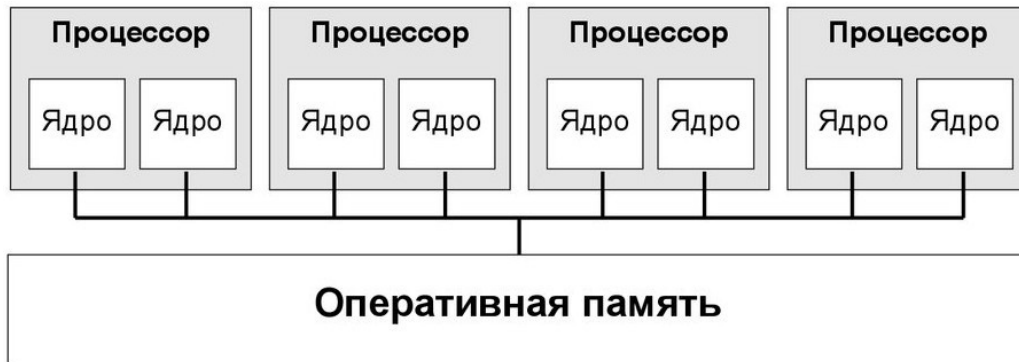 Процессор Процессор Процессор Процессор
Ядро Ядро Ядро Ядро Ядро Ядро Ядро Ядро
Оперативная память